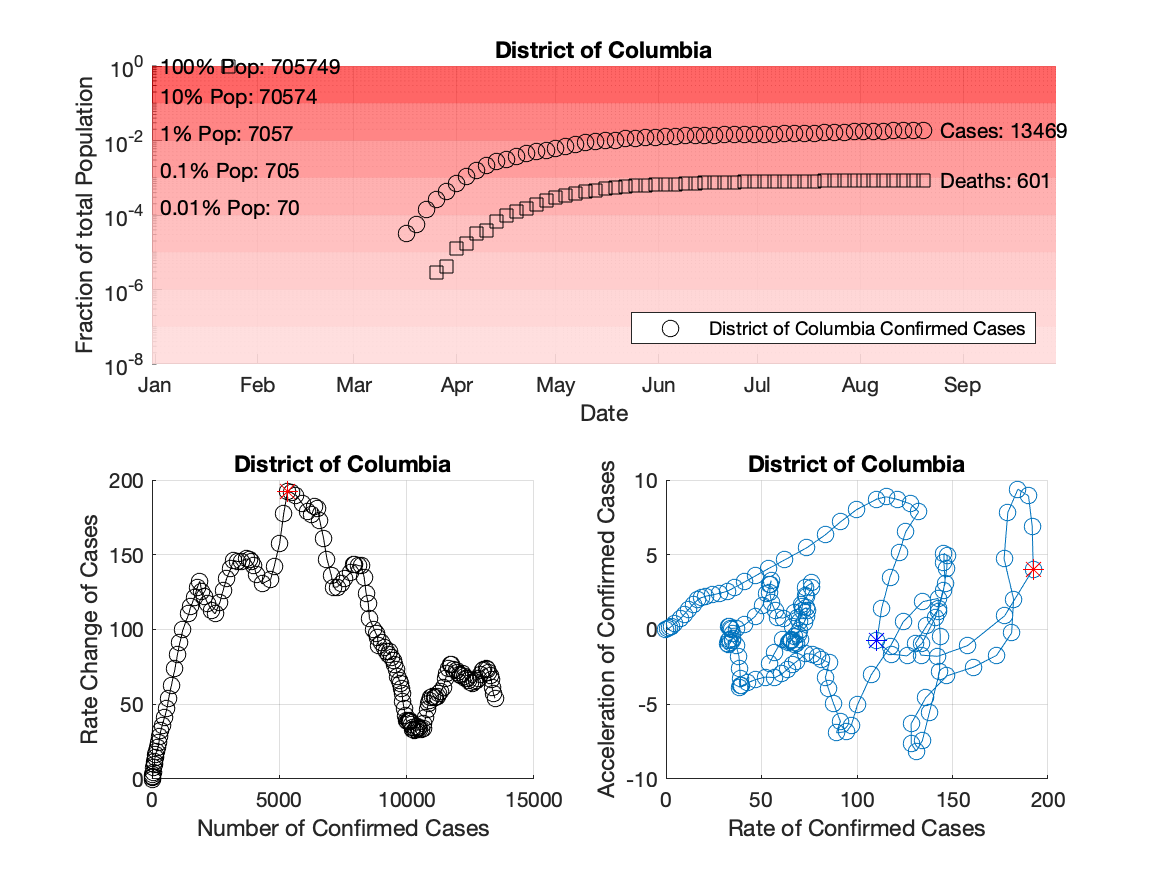 District of Columbia
Fraction of total Population
10^0
10^-2
10^-4
10^-6
10^-8
100% Pop: 705749
10% Pop: 70574
1% Pop: 7057
0.1% Pop: 705
0.01% Pop: 70
Cases: 13469
Deaths: 601
District of Columbia Confirmed Cases
Jan Feb Mar Apr May Jun Jul Aug Sep
Date
District of Columbia
Rate Change of Cases
200
150
100
50
0
0 5000 10000 15000
Number of Confirmed Cases
District of Columbia
Acceleration of Confirmed Cases
10
5
0
-5
-10
0 50 100 150 200
Rate of Confirmed Cases